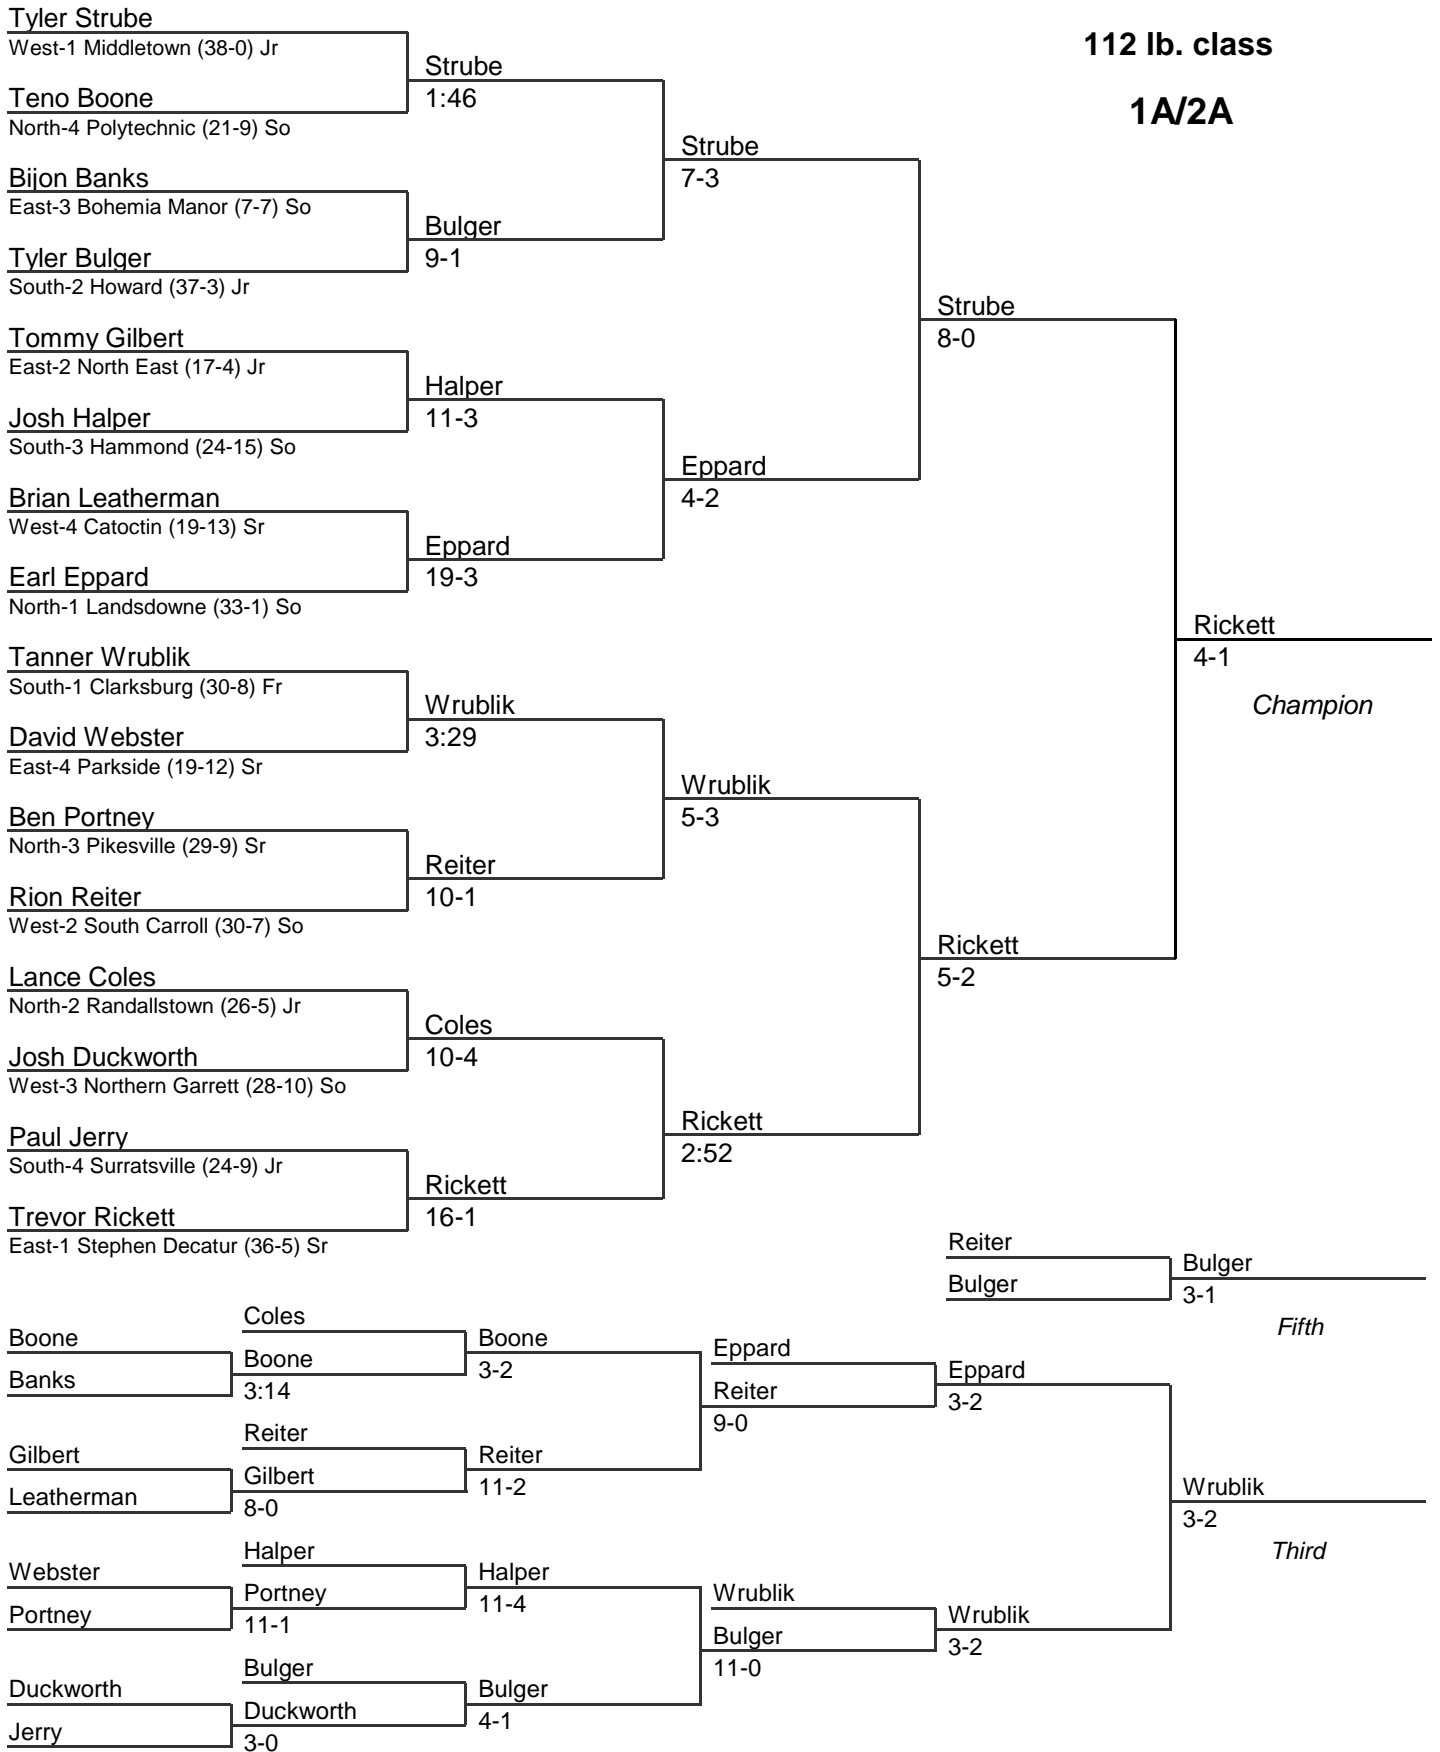 112 lb. class
1A/2A
Tyler Strube
West-1 Middletown (38-0) Jr
Teno Boone
North-4 Polytechnic (21-9) So
Bijon Banks
East-3 Bohemia Manor (7-7) So
Tyler Bulger
South-2 Howard (37-3) Jr
Tommy Gilbert
East-2 North East (17-4) Jr
Josh Halper
South-3 Hammond (24-15) So
Brian Leatherman
West-4 Catoctin (19-13) Sr
Earl Eppard
North-1 Landsdowne (33-1) So
Tanner Wrublik
South-1 Clarksburg (30-8) Fr
David Webster
East-4 Parkside (19-12) Sr
Ben Portney
North-3 Pikesville (29-9) Sr
Rion Reiter
West-2 South Carroll (30-7) So
Lance Coles
North-2 Randallstown (26-5) Jr
Josh Duckworth
West-3 Northern Garrett (28-10) So
Paul Jerry
South-4 Surratsville (24-9) Jr
Trevor Rickett
East-1 Stephen Decatur (36-5) Sr
Strube
1:46
Bulger
9-1
Halper
11-3
Eppard
19-3
Wrublik
3:29
Reiter
10-1
Coles
10-4
Rickett
16-1
Strube
7-3
Eppard
4-2
Wrublik
5-3
Rickett
2:52
Strube
8-0
Rickett
5-2
Rickett
4-1
Champion
Reiter
Bulger
Bulger
3-1
Fifth
Boone
Banks
Gilbert
Leatherman
Webster
Portney
Duckworth
Jerry
Coles
Boone
3:14
Reiter
Gilbert
8-0
Halper
Portney
11-1
Bulger
Duckworth
3-0
Boone
3-2
Reiter
11-2
Halper
11-4
Bulger
4-1
Eppard
Reiter
9-0
Wrublik
Bulger
11-0
Eppard
3-2
Wrublik
3-2
Wrublik
3-2
Third